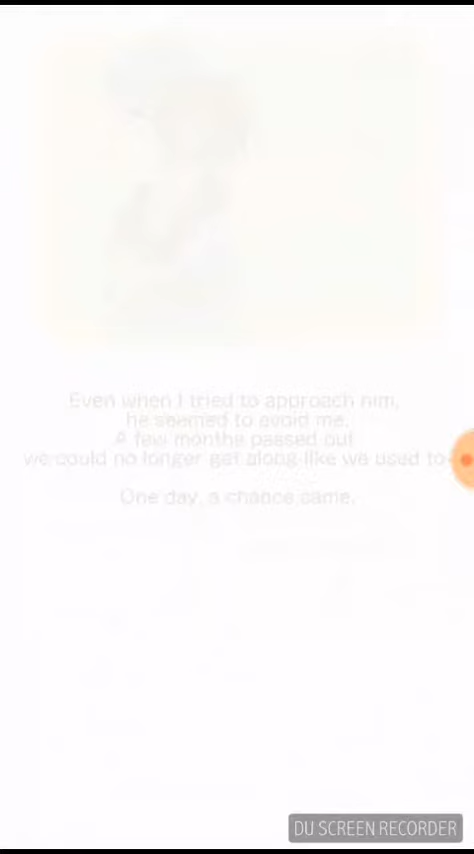 Even when I tried to approach him,
he seemed to avoid me.
A few months passed but
we could no longer get along like we used to.
One day, a chance came.
DU SCREEN RECORDER